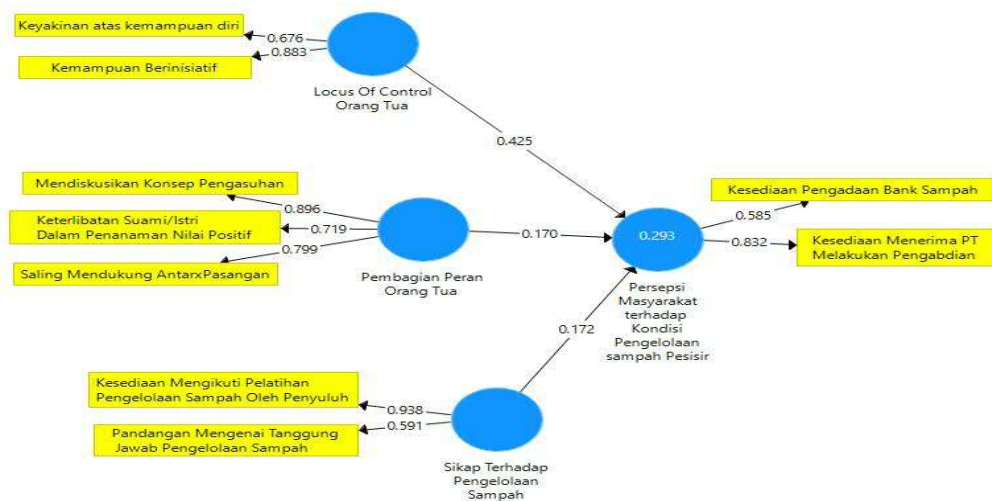 Keyakinan atas kemampuan diri
0.676
0.883
Kemampuan Berinisiatif
Locus Of Control
Orang Tua
0.425
Mendiskusikan Konsep Pengasuhan
0.896
Keterlibatan Suami/Istri
Dalam Penanaman Nilai Positif
0.719
0.799
Saling Mendukung AntarxPasangan
Pembagian Peran
Orang Tua
0.170
0.293
Kesediaan Pengadaan Bank Sampah
0.585
0.832
Kesediaan Menerima PT
Melakukan Pengabdian
Persepsi
Masyarakat
terhadap
Kondisi
Pengelolaan
sampah Pesisir
0.172
Kesediaan Mengikuti Pelatihan
Pengelolaan Sampah Oleh Penyuluh
0.938
0.591
Pandangan Mengenai Tanggung
Jawab Pengelolaan Sampah
Sikap Terhadap
Pengelolaan
Sampah